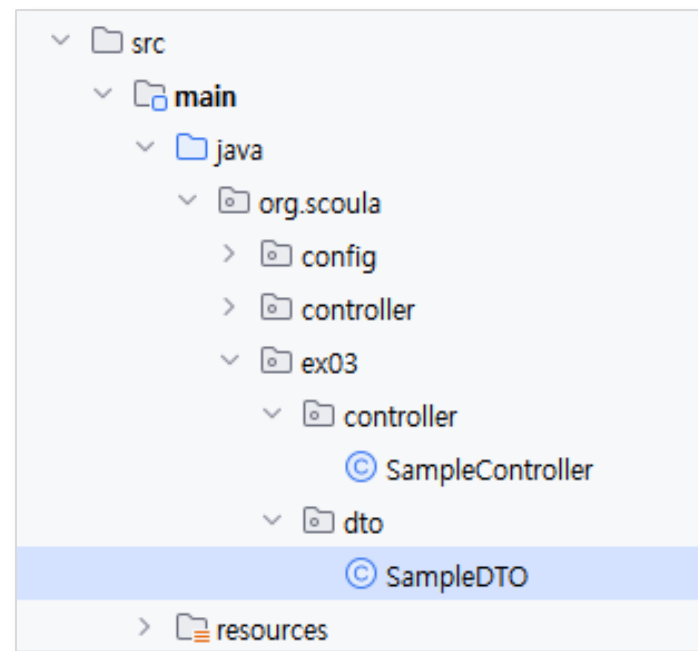 src
main
java
org.scoula
config
controller
ex03
controller
SampleController
dto
SampleDTO
resources